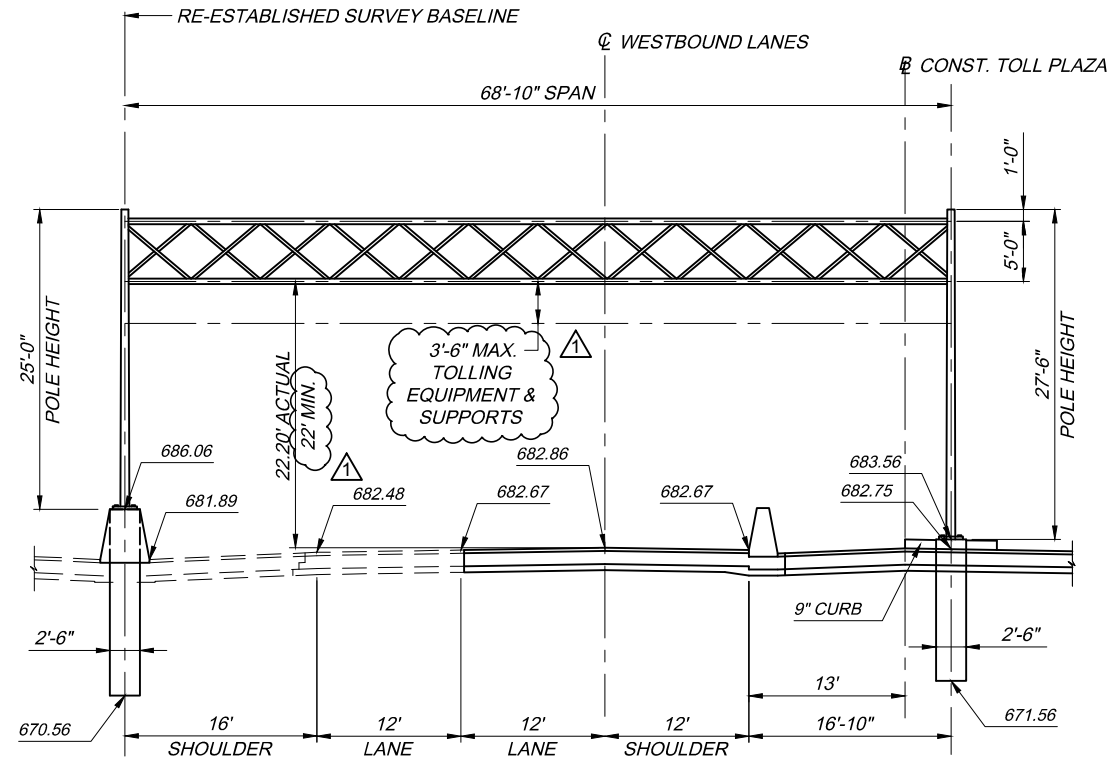 RE-ESTABLISHED SURVEY BASELINE
℄ WESTBOUND LANES
B CONST. TOLL PLAZA
68'-10" SPAN
1'-0"
5'-0"
25'-0"
POLE HEIGHT
27'-6"
POLE HEIGHT
22.20' ACTUAL
22' MIN.
1
3'-6" MAX.
TOLLING
EQUIPMENT &
SUPPORTS
1
686.06
681.89
682.48
682.67
682.86
682.67
683.56
682.75
9" CURB
2'-6"
2'-6"
670.56
671.56
13'
16'
SHOULDER
12'
LANE
12'
LANE
12'
SHOULDER
16'-10"